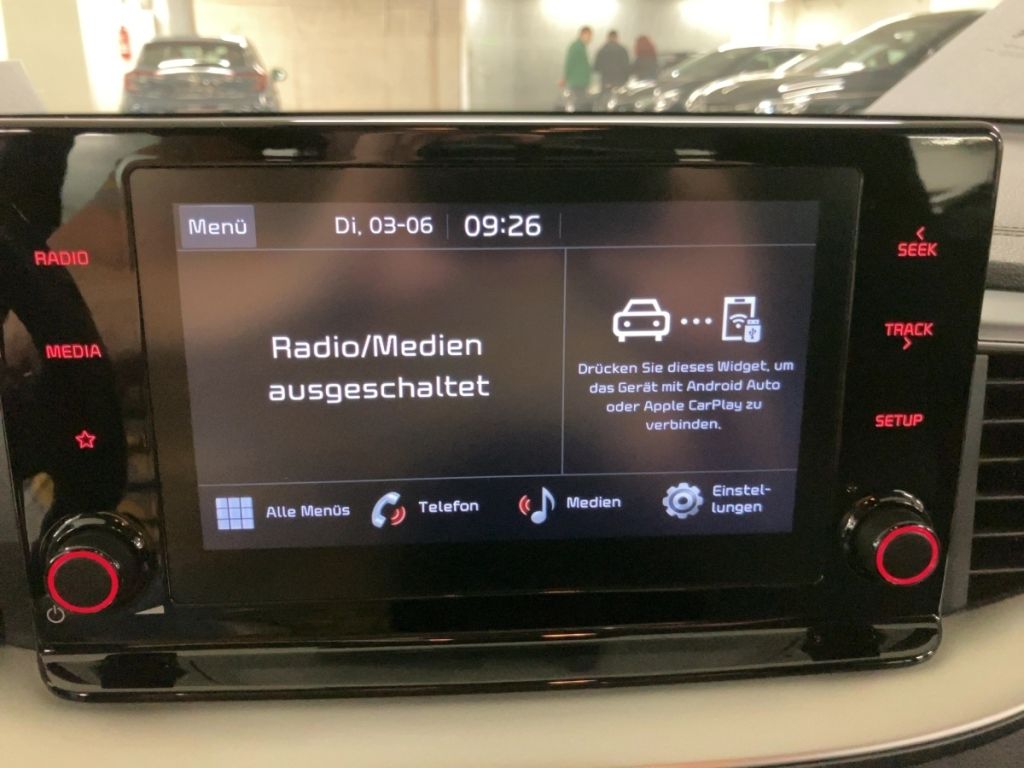 Menü
Di, 03-06
09:26
RADIO
MEDIA
Radio/Medien
ausgeschaltet
Drücken Sie dieses Widget, um
das Gerät mit Android Auto
oder Apple CarPlay zu
verbinden.
Alle Menüs
Telefon
Medien
Einstel-
lungen
SEEK
TRACK
SETUP